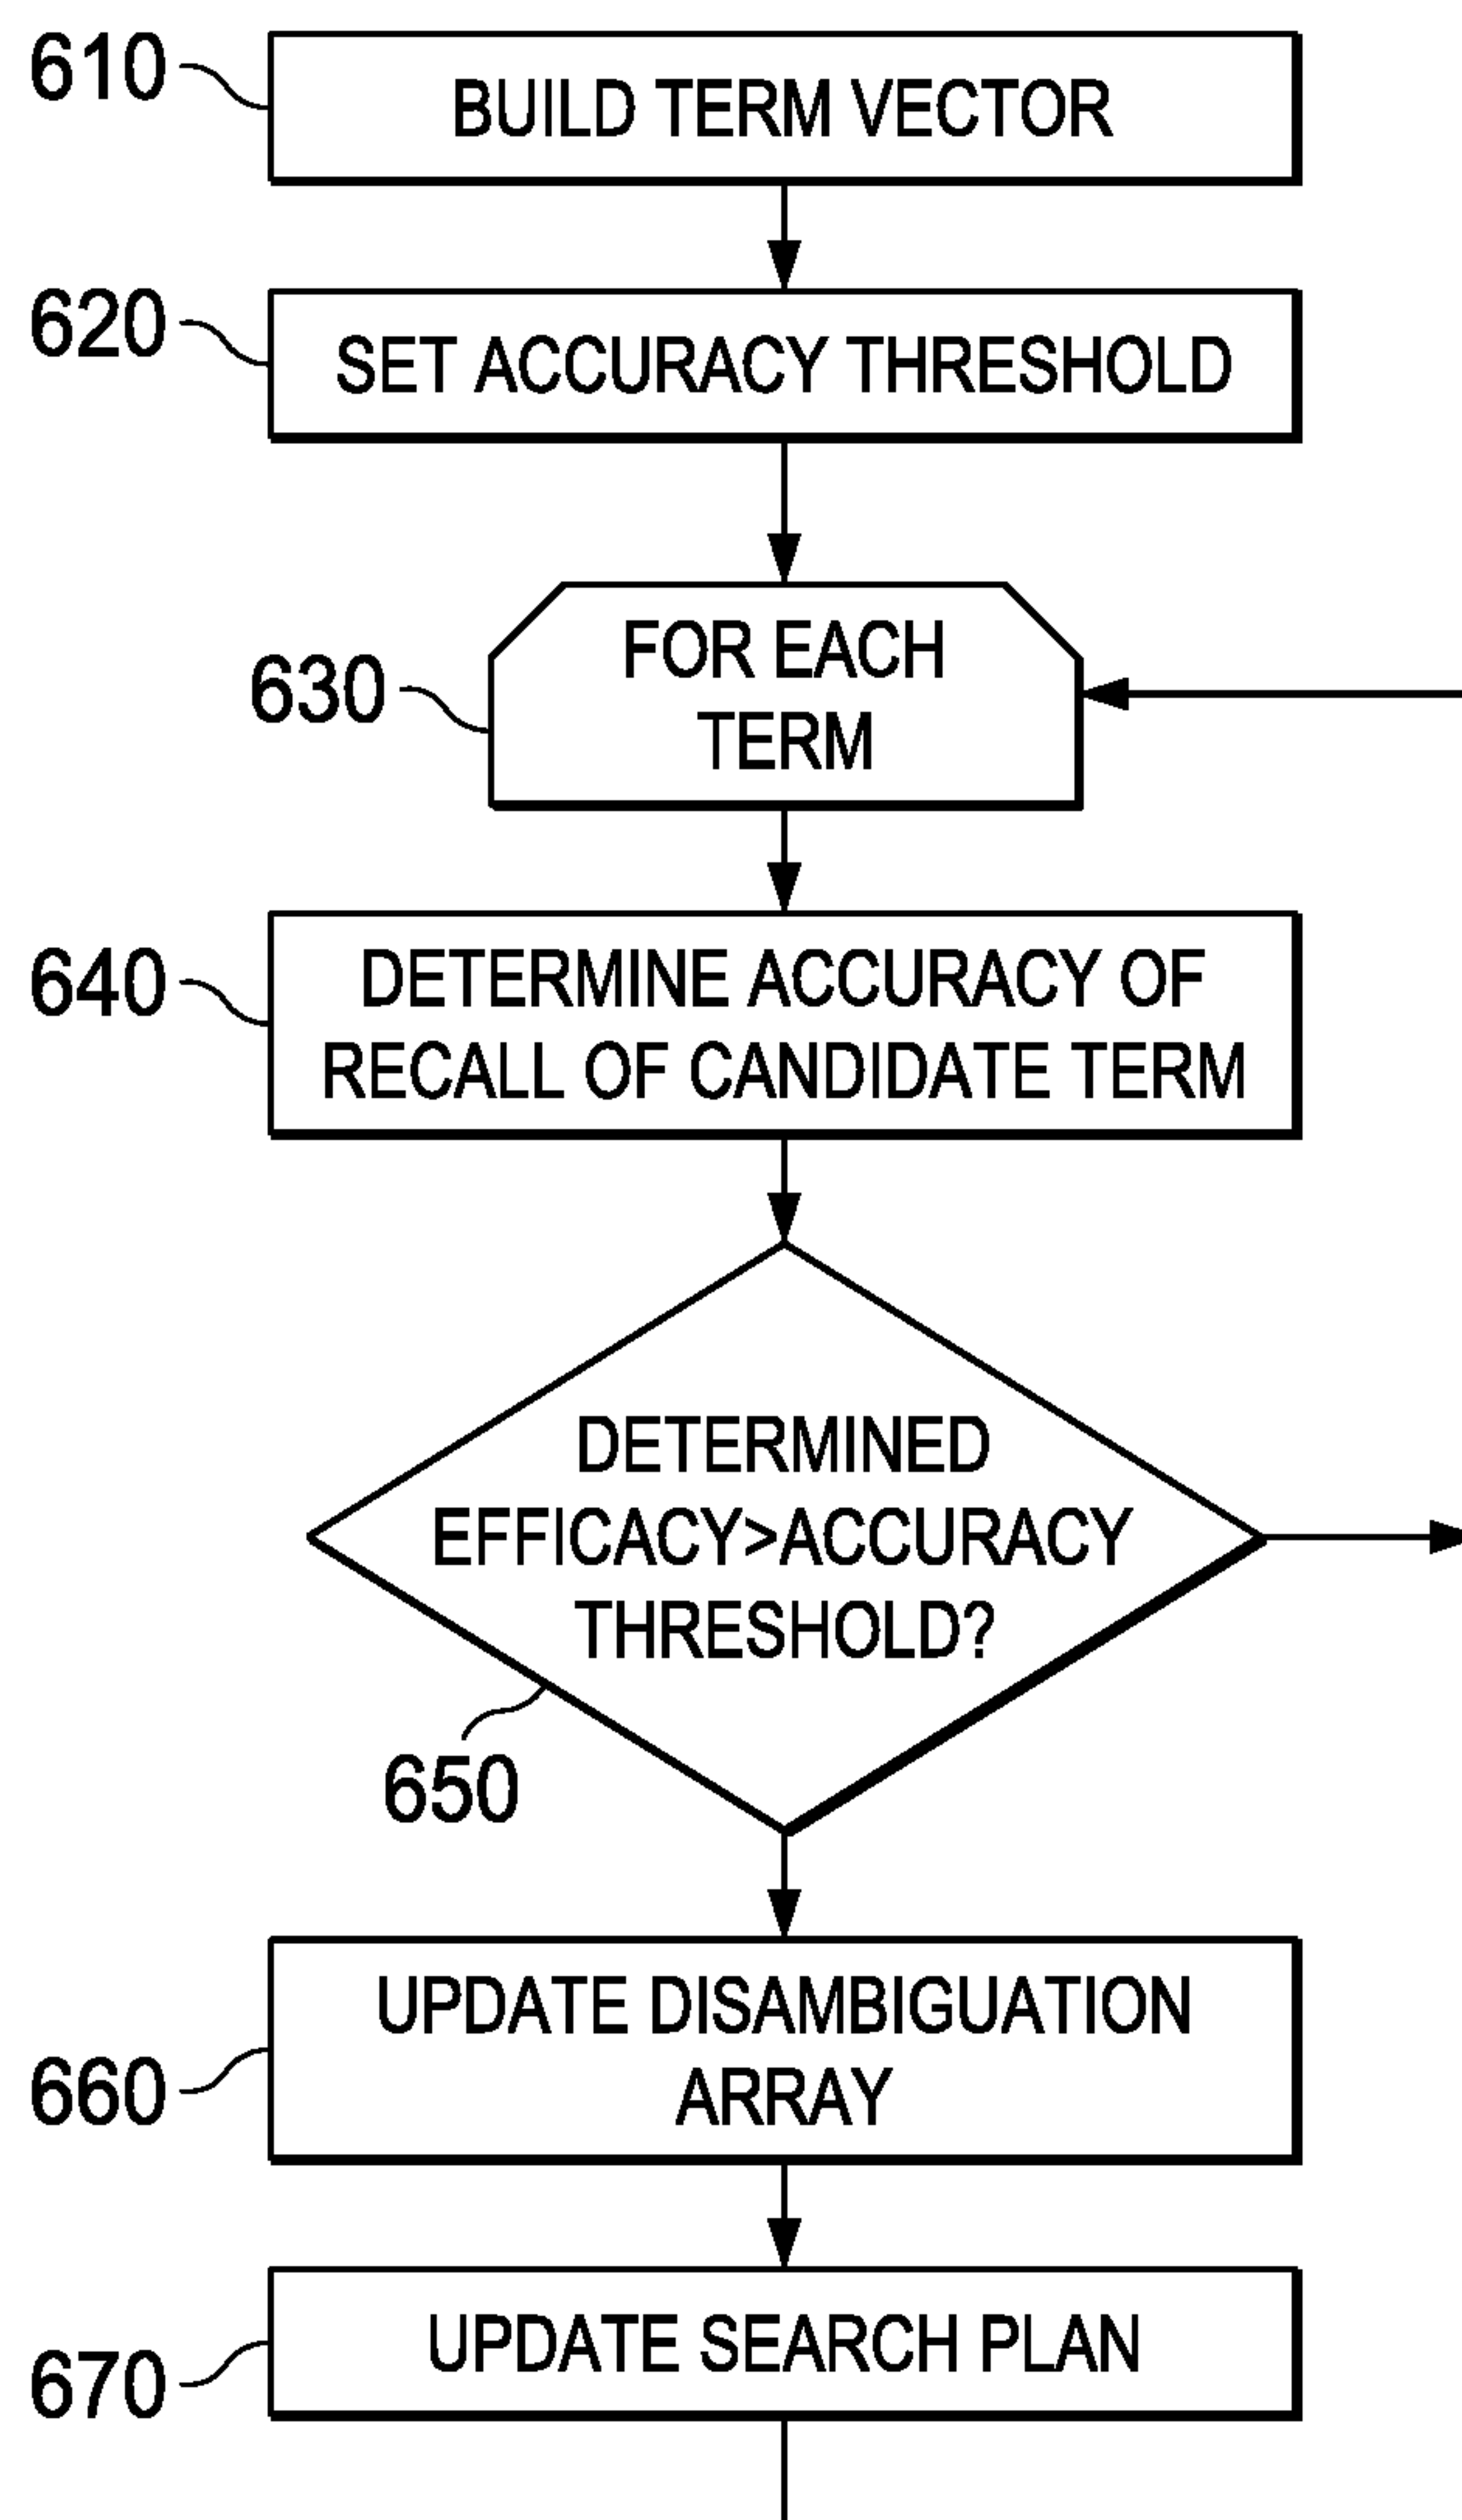 610
BUILD TERM VECTOR
620
SET ACCURACY THRESHOLD
630
FOR EACH
TERM
640
DETERMINE ACCURACY OF
RECALL OF CANDIDATE TERM
DETERMINED
EFFICACY>ACCURACY
THRESHOLD?
650
UPDATE DISAMBIGUATION
ARRAY
660
UPDATE SEARCH PLAN
670